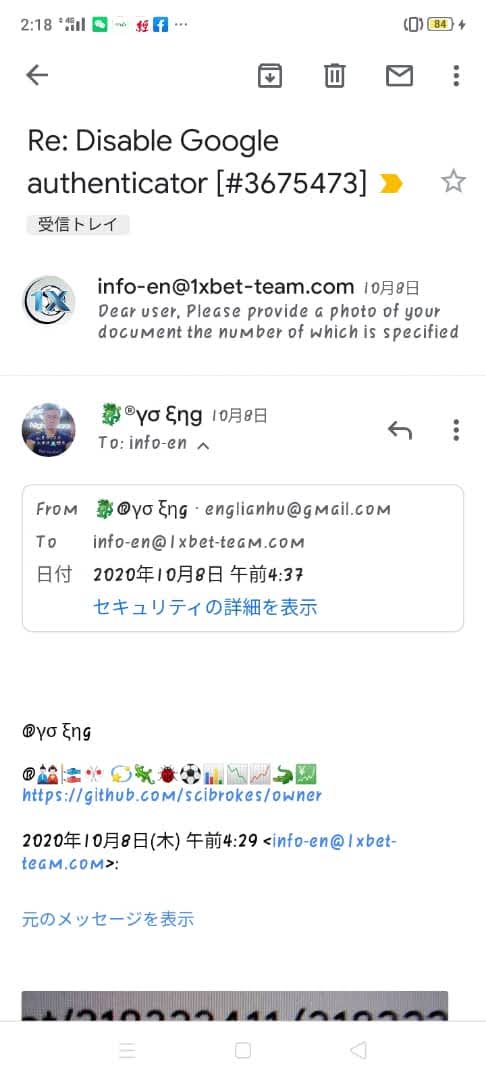 2:18
4G
84
Re: Disable Google
authenticator [#3675473]
受信トレイ
1X
info-en@1xbet-team.com 10月8日
Dear user, Please provide a photo of your
document the number of which is specified
🐉®γσ ξηg 10月8日
To: info-en
From 🐉®γσ ξηg · englianhu@gmail.com
To info-en@1xbet-team.com
日付 2020年10月8日 午前4:37
セキュリティの詳細を表示
®γσ ξηg
®🎎🎏🎌💫🦎🐞⚽📊📉📈🐊💹
https://github.com/scibrokes/owner
2020年10月8日(木) 午前4:29 <info-en@1xbet-
team.com>:
元のメッセージを表示